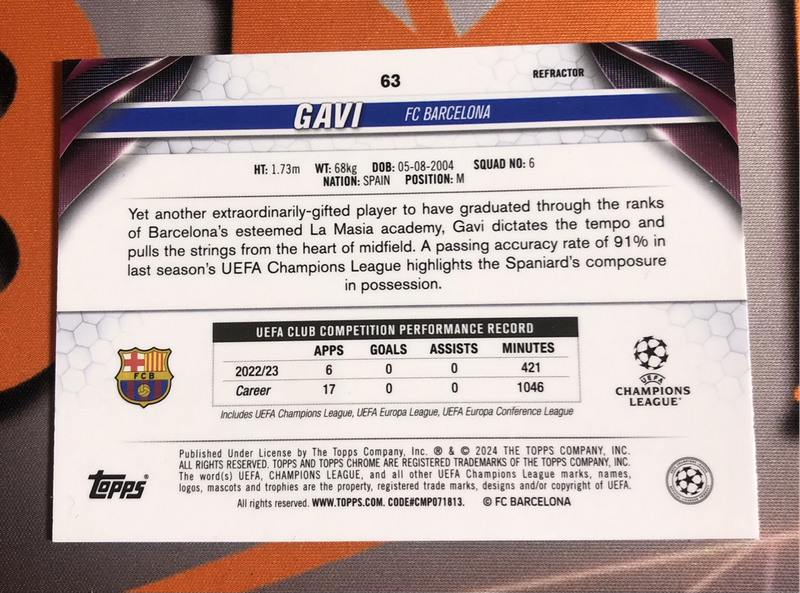 63
REFRACTOR
GAVI FC BARCELONA
HT: 1.73m WT: 68kg DOB: 05-08-2004 SQUAD NO: 6
NATION: SPAIN POSITION: M
Yet another extraordinarily-gifted player to have graduated through the ranks
of Barcelona's esteemed La Masia academy, Gavi dictates the tempo and
pulls the strings from the heart of midfield. A passing accuracy rate of 91% in
last season's UEFA Champions League highlights the Spaniard's composure
in possession.
UEFA CLUB COMPETITION PERFORMANCE RECORD
APPS GOALS ASSISTS MINUTES
2022/23 6 0 0 421
Career 17 0 0 1046
Includes UEFA Champions League, UEFA Europa League, UEFA Europa Conference League
FCB
UEFA
CHAMPIONS
LEAGUE®
Published Under License by The Topps Company, Inc. ® & © 2024 THE TOPPS COMPANY, INC.
ALL RIGHTS RESERVED. TOPPS AND TOPPS CHROME ARE REGISTERED TRADEMARKS OF THE TOPPS COMPANY, INC.
The word(s) UEFA, CHAMPIONS LEAGUE, and all other UEFA Champions League marks, names,
logos, mascots and trophies are the property, registered trade marks, designs and/or copyright of UEFA.
All rights reserved. WWW.TOPPS.COM. CODE#CMP071813. © FC BARCELONA
Topps®